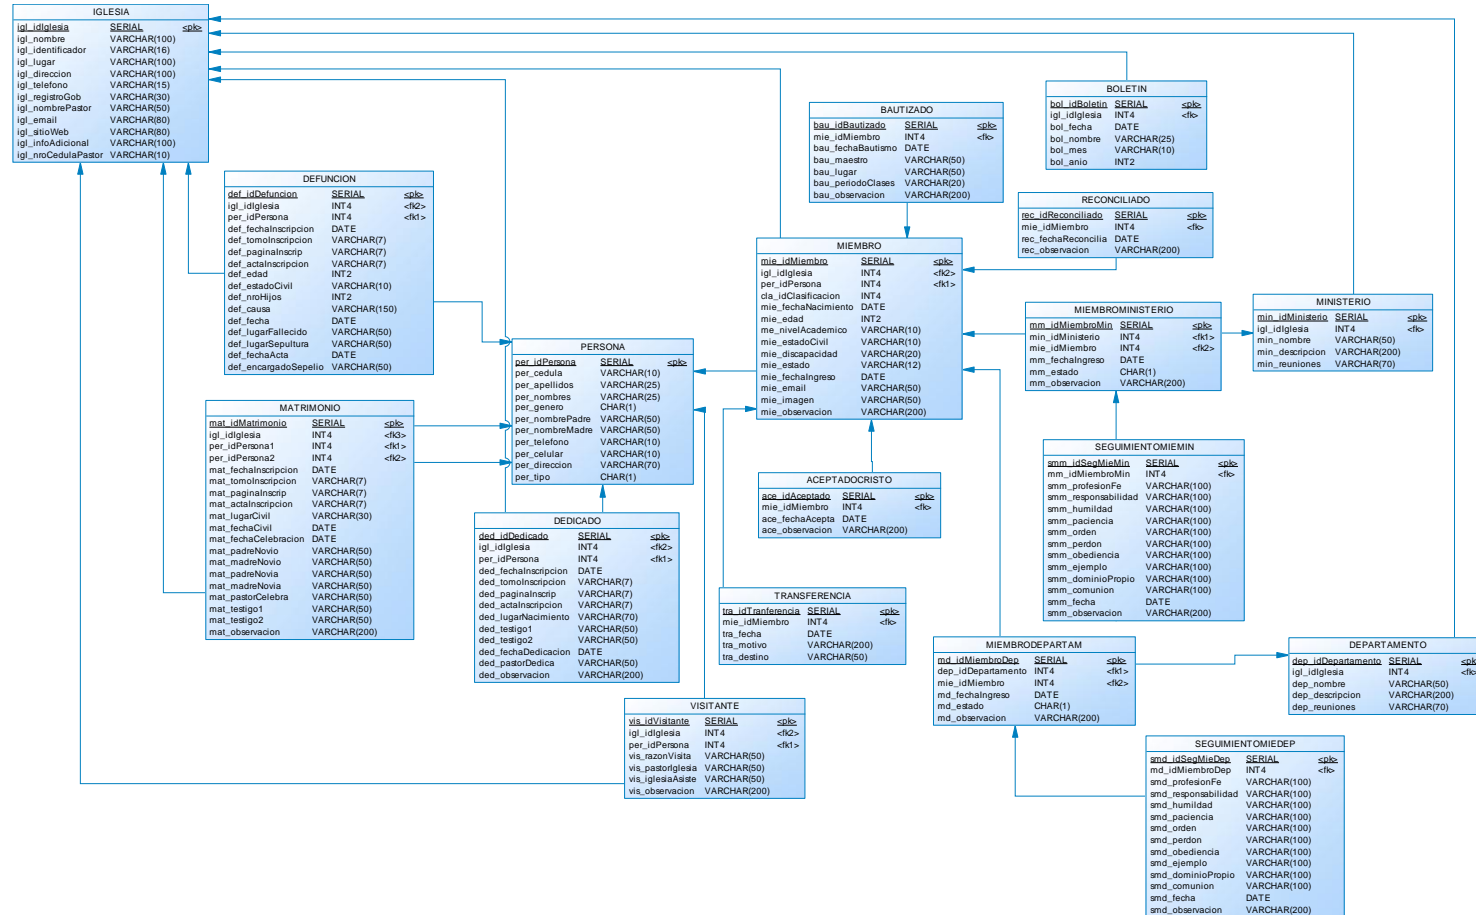 IGLESIA
igl_idIglesia SERIAL <pk>
igl_nombre VARCHAR(100)
igl_identificador VARCHAR(16)
igl_lugar VARCHAR(100)
igl_direccion VARCHAR(100)
igl_telefono VARCHAR(15)
igl_registroGob VARCHAR(30)
igl_nombrePastor VARCHAR(50)
igl_email VARCHAR(80)
igl_sitioWeb VARCHAR(80)
igl_infoAdicional VARCHAR(100)
igl_nroCedulaPastor VARCHAR(10)
BOLETIN
bol_idBoletin SERIAL <pk>
igl_idIglesia INT4 <fk>
bol_fecha DATE
bol_nombre VARCHAR(25)
bol_mes VARCHAR(10)
bol_anio INT2
BAUTIZADO
bau_idBautizado SERIAL <pk>
mie_idMiembro INT4 <fk>
bau_fechaBautismo DATE
bau_maestro VARCHAR(50)
bau_lugar VARCHAR(50)
bau_periodoClases VARCHAR(20)
bau_observacion VARCHAR(200)
DEFUNCION
def_idDefuncion SERIAL <pk>
igl_idIglesia INT4 <fk2>
per_idPersona INT4 <fk1>
def_fechaInscripcion DATE
def_tomoInscripcion VARCHAR(7)
def_paginaInscrip VARCHAR(7)
def_actaInscripcion VARCHAR(7)
def_edad INT2
def_estadoCivil VARCHAR(10)
def_nroHijos INT2
def_causa VARCHAR(150)
def_fecha DATE
def_lugarFallecido VARCHAR(50)
def_lugarSepultura VARCHAR(50)
def_fechaActa DATE
def_encargadoSepelio VARCHAR(50)
RECONCILIADO
rec_idReconciliado SERIAL <pk>
mie_idMiembro INT4 <fk>
rec_fechaReconcilia DATE
rec_observacion VARCHAR(200)
MIEMBRO
mie_idMiembro SERIAL <pk>
igl_idIglesia INT4 <fk2>
per_idPersona INT4 <fk1>
cla_idClasificacion INT4
mie_fechaNacimiento DATE
mie_edad INT2
me_nivelAcademico VARCHAR(10)
mie_estadoCivil VARCHAR(10)
mie_discapacidad VARCHAR(20)
mie_estado VARCHAR(12)
mie_fechaIngreso DATE
mie_email VARCHAR(50)
mie_imagen VARCHAR(50)
mie_observacion VARCHAR(200)
MIEMBROMINISTERIO
mm_idMiembroMin SERIAL <pk>
min_idMinisterio INT4 <fk1>
mie_idMiembro INT4 <fk2>
mm_fechaIngreso DATE
mm_estado CHAR(1)
mm_observacion VARCHAR(200)
MINISTERIO
min_idMinisterio SERIAL <pk>
igl_idIglesia INT4 <fk>
min_nombre VARCHAR(50)
min_descripcion VARCHAR(200)
min_reuniones VARCHAR(70)
PERSONA
per_idPersona SERIAL <pk>
per_cedula VARCHAR(10)
per_apellidos VARCHAR(25)
per_nombres VARCHAR(25)
per_genero CHAR(1)
per_nombrePadre VARCHAR(50)
per_nombreMadre VARCHAR(50)
per_telefono VARCHAR(10)
per_celular VARCHAR(10)
per_direccion VARCHAR(70)
per_tipo CHAR(1)
MATRIMONIO
mat_idMatrimonio SERIAL <pk>
igl_idIglesia INT4 <fk3>
per_idPersona1 INT4 <fk1>
per_idPersona2 INT4 <fk2>
mat_fechaInscripcion DATE
mat_tomoInscripcion VARCHAR(7)
mat_paginaInscrip VARCHAR(7)
mat_actaInscripcion VARCHAR(7)
mat_lugarCivil VARCHAR(30)
mat_fechaCivil DATE
mat_fechaCelebracion DATE
mat_padreNovio VARCHAR(50)
mat_madreNovio VARCHAR(50)
mat_padreNovia VARCHAR(50)
mat_madreNovia VARCHAR(50)
mat_pastorCelebra VARCHAR(50)
mat_testigo1 VARCHAR(50)
mat_testigo2 VARCHAR(50)
mat_observacion VARCHAR(200)
SEGUIMIENTOMIEMIN
smm_idSegMieMin SERIAL <pk>
mm_idMiembroMin INT4 <fk>
smm_profesionFe VARCHAR(100)
smm_responsabilidad VARCHAR(100)
smm_humildad VARCHAR(100)
smm_paciencia VARCHAR(100)
smm_orden VARCHAR(100)
smm_perdon VARCHAR(100)
smm_obediencia VARCHAR(100)
smm_ejemplo VARCHAR(100)
smm_dominioPropio VARCHAR(100)
smm_comunion VARCHAR(100)
smm_fecha DATE
smm_observacion VARCHAR(200)
ACEPTADOCRISTO
ace_idAceptado SERIAL <pk>
mie_idMiembro INT4 <fk>
ace_fechaAcepta DATE
ace_observacion VARCHAR(200)
DEDICADO
ded_idDedicado SERIAL <pk>
igl_idIglesia INT4 <fk2>
per_idPersona INT4 <fk1>
ded_fechaInscripcion DATE
ded_tomoInscripcion VARCHAR(7)
ded_paginaInscrip VARCHAR(7)
ded_actaInscripcion VARCHAR(7)
ded_lugarNacimiento VARCHAR(70)
ded_testigo1 VARCHAR(50)
ded_testigo2 VARCHAR(50)
ded_fechaDedicacion DATE
ded_pastorDedica VARCHAR(50)
ded_observacion VARCHAR(200)
TRANSFERENCIA
tra_idTranferencia SERIAL <pk>
mie_idMiembro INT4 <fk>
tra_fecha DATE
tra_motivo VARCHAR(200)
tra_destino VARCHAR(50)
MIEMBRODEPARTAM
md_idMiembroDep SERIAL <pk>
dep_idDepartamento INT4 <fk1>
mie_idMiembro INT4 <fk2>
md_fechaIngreso DATE
md_estado CHAR(1)
md_observacion VARCHAR(200)
DEPARTAMENTO
dep_idDepartamento SERIAL <pk>
igl_idIglesia INT4 <fk>
dep_nombre VARCHAR(50)
dep_descripcion VARCHAR(200)
dep_reuniones VARCHAR(70)
VISITANTE
vis_idVisitante SERIAL <pk>
igl_idIglesia INT4 <fk2>
per_idPersona INT4 <fk1>
vis_razonVisita VARCHAR(50)
vis_pastorIglesia VARCHAR(50)
vis_iglesiaAsiste VARCHAR(50)
vis_observacion VARCHAR(200)
SEGUIMIENTOMIEDEP
smd_idSegMieDep SERIAL <pk>
md_idMiembroDep INT4 <fk>
smd_profesionFe VARCHAR(100)
smd_responsabilidad VARCHAR(100)
smd_humildad VARCHAR(100)
smd_paciencia VARCHAR(100)
smd_orden VARCHAR(100)
smd_perdon VARCHAR(100)
smd_obediencia VARCHAR(100)
smd_ejemplo VARCHAR(100)
smd_dominioPropio VARCHAR(100)
smd_comunion VARCHAR(100)
smd_fecha DATE
smd_observacion VARCHAR(200)